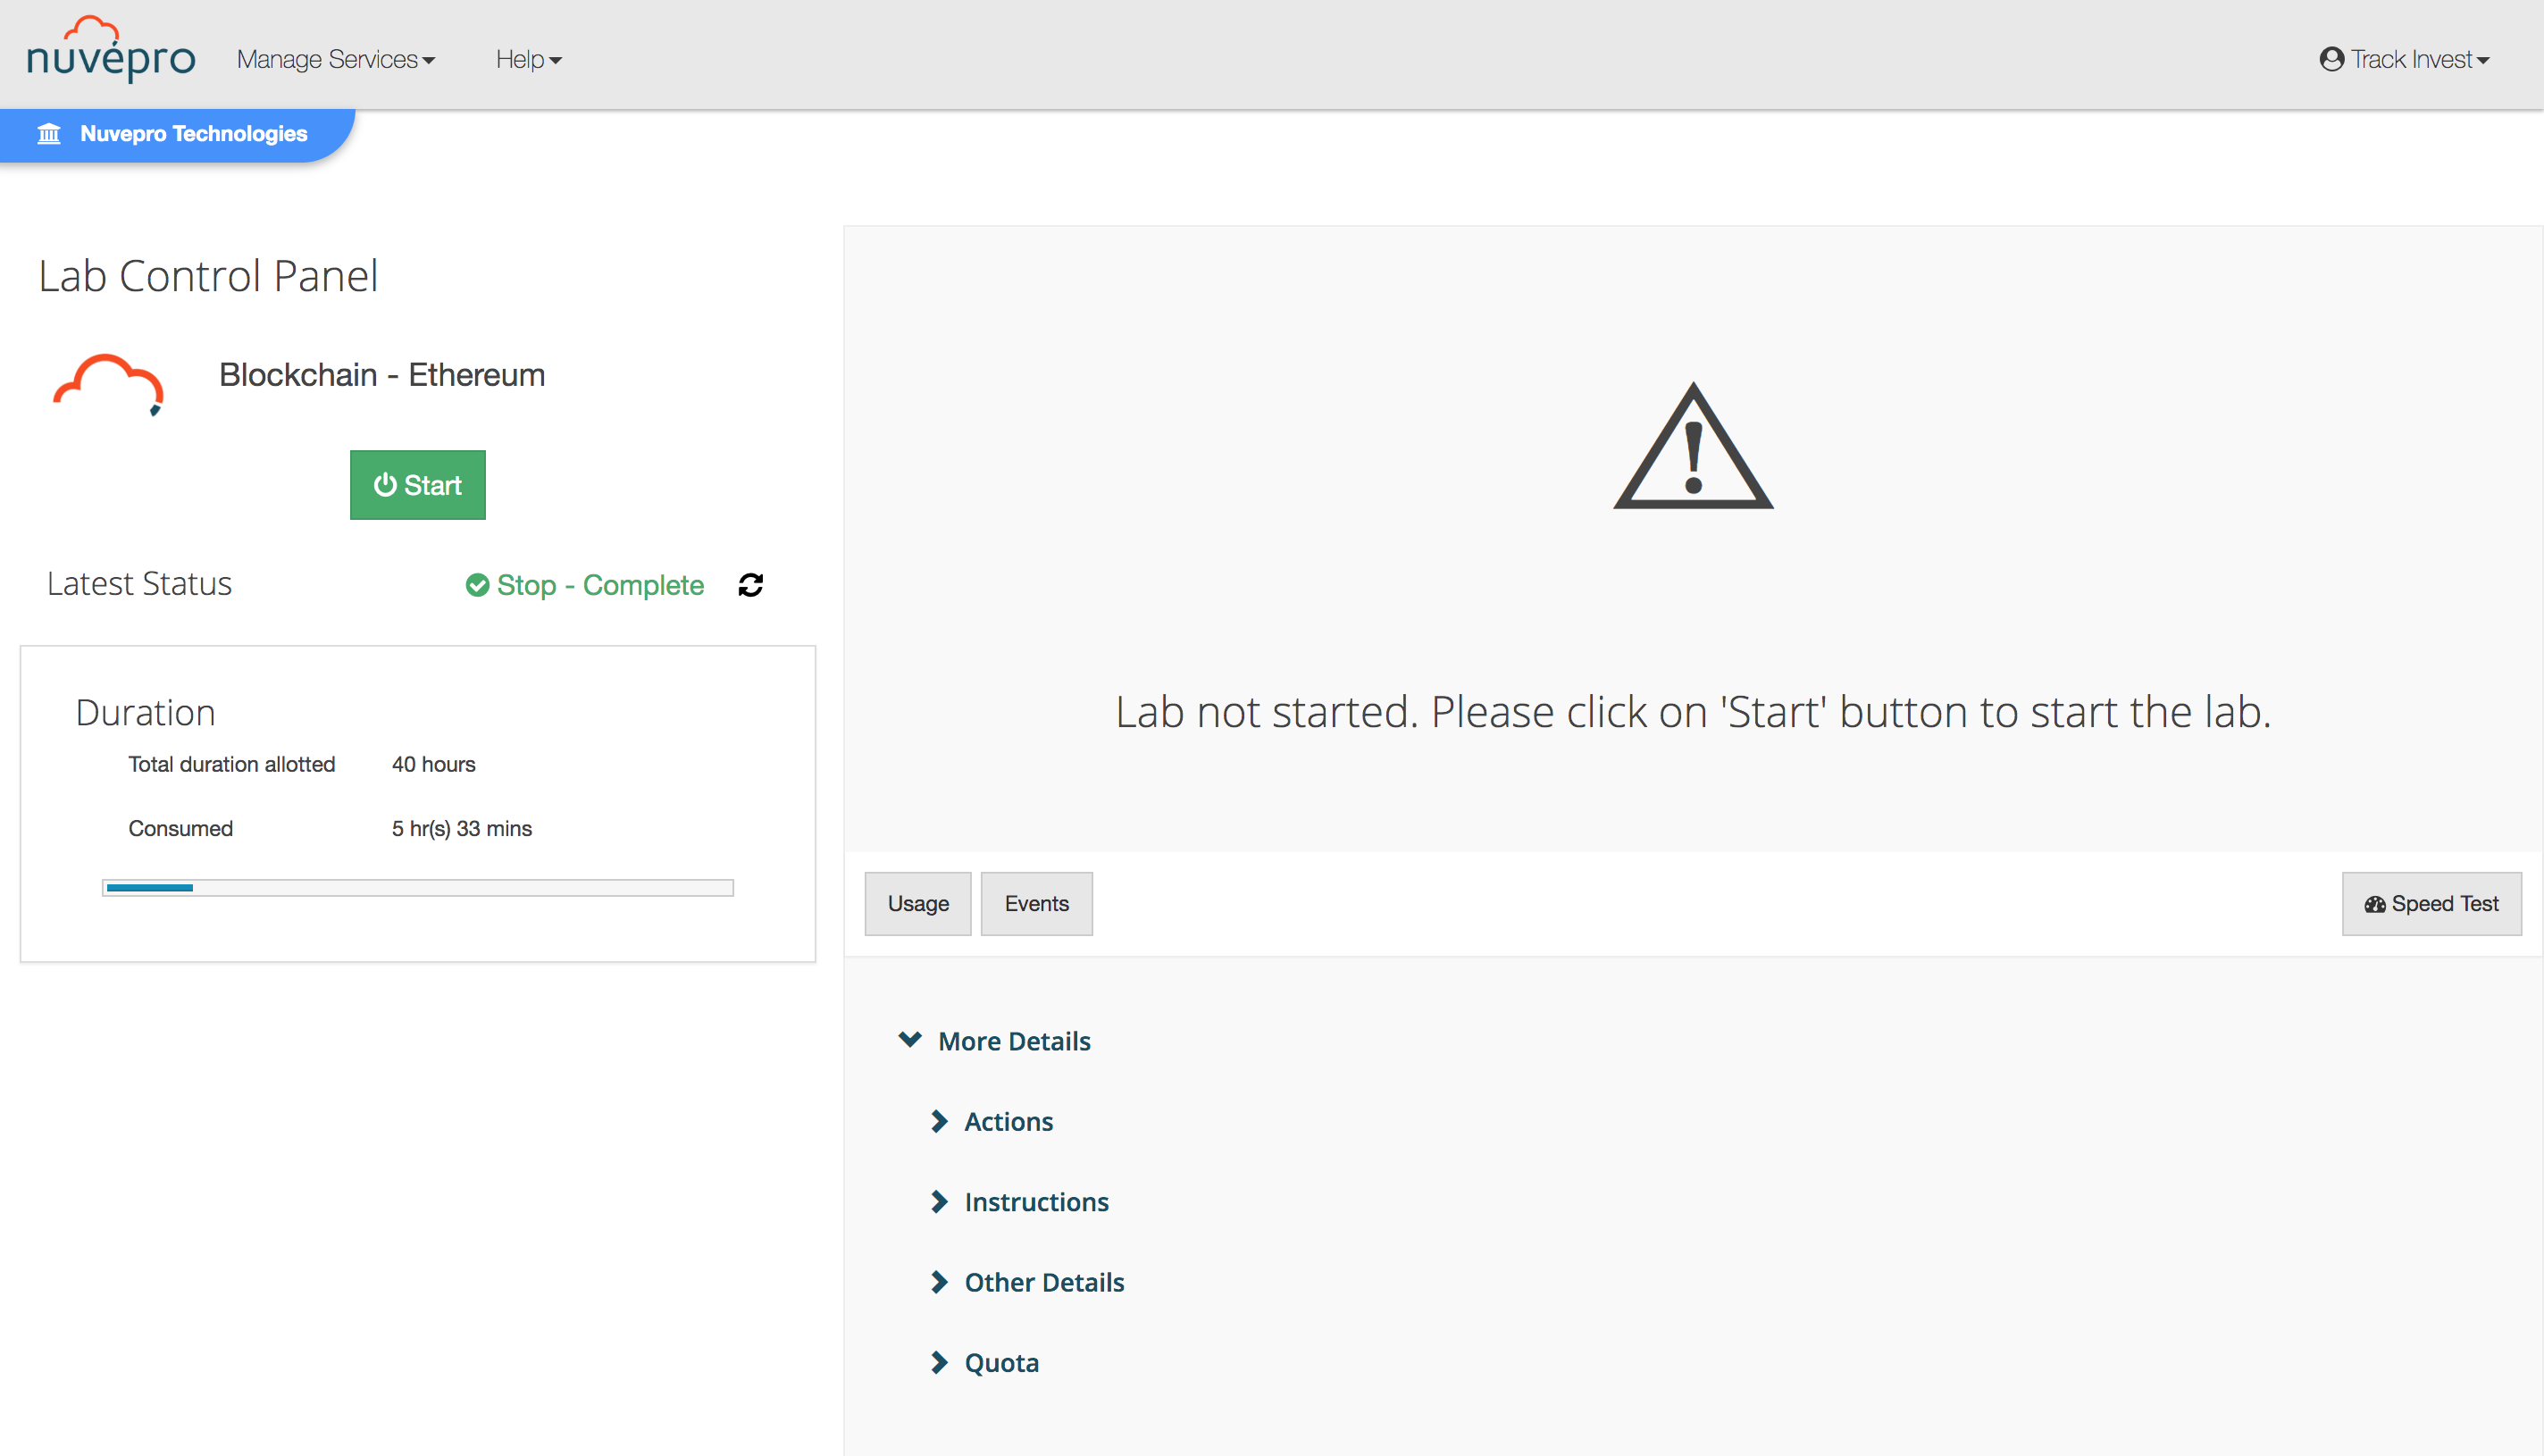 nuvepro
Manage Services
Help
Track Invest
Nuvepro Technologies
Lab Control Panel
Blockchain - Ethereum
Start
Latest Status
Stop - Complete
Duration
Total duration allotted 40 hours
Consumed 5 hr(s) 33 mins
Lab not started. Please click on 'Start' button to start the lab.
Usage
Events
Speed Test
More Details
Actions
Instructions
Other Details
Quota